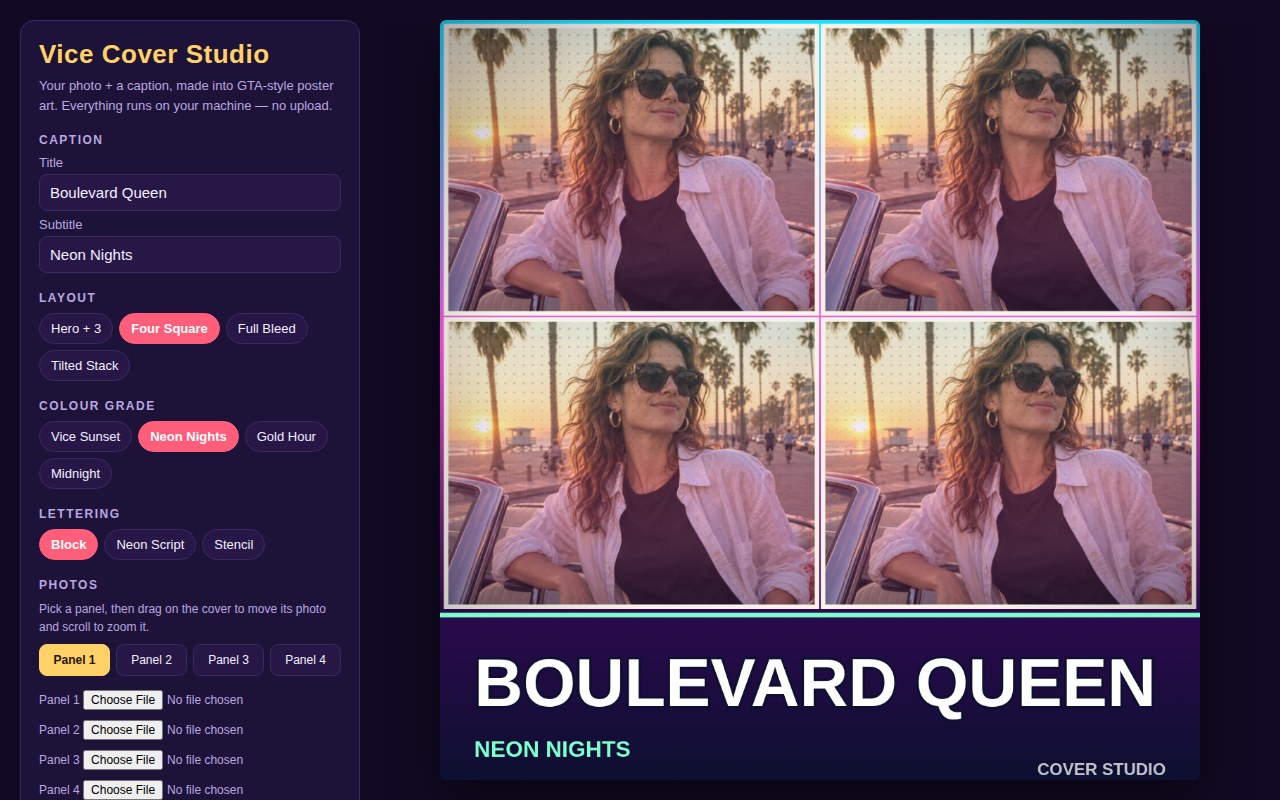 Vice Cover Studio
Your photo + a caption, made into GTA-style poster
art. Everything runs on your machine — no upload.
CAPTION
Title
Boulevard Queen
Subtitle
Neon Nights
LAYOUT
Hero + 3
Four Square
Full Bleed
Tilted Stack
COLOUR GRADE
Vice Sunset
Neon Nights
Gold Hour
Midnight
LETTERING
Block
Neon Script
Stencil
PHOTOS
Pick a panel, then drag on the cover to move its photo
and scroll to zoom it.
Panel 1
Panel 2
Panel 3
Panel 4
Panel 1 Choose File No file chosen
Panel 2 Choose File No file chosen
Panel 3 Choose File No file chosen
Panel 4 Choose File No file chosen
BOULEVARD QUEEN
NEON NIGHTS
COVER STUDIO